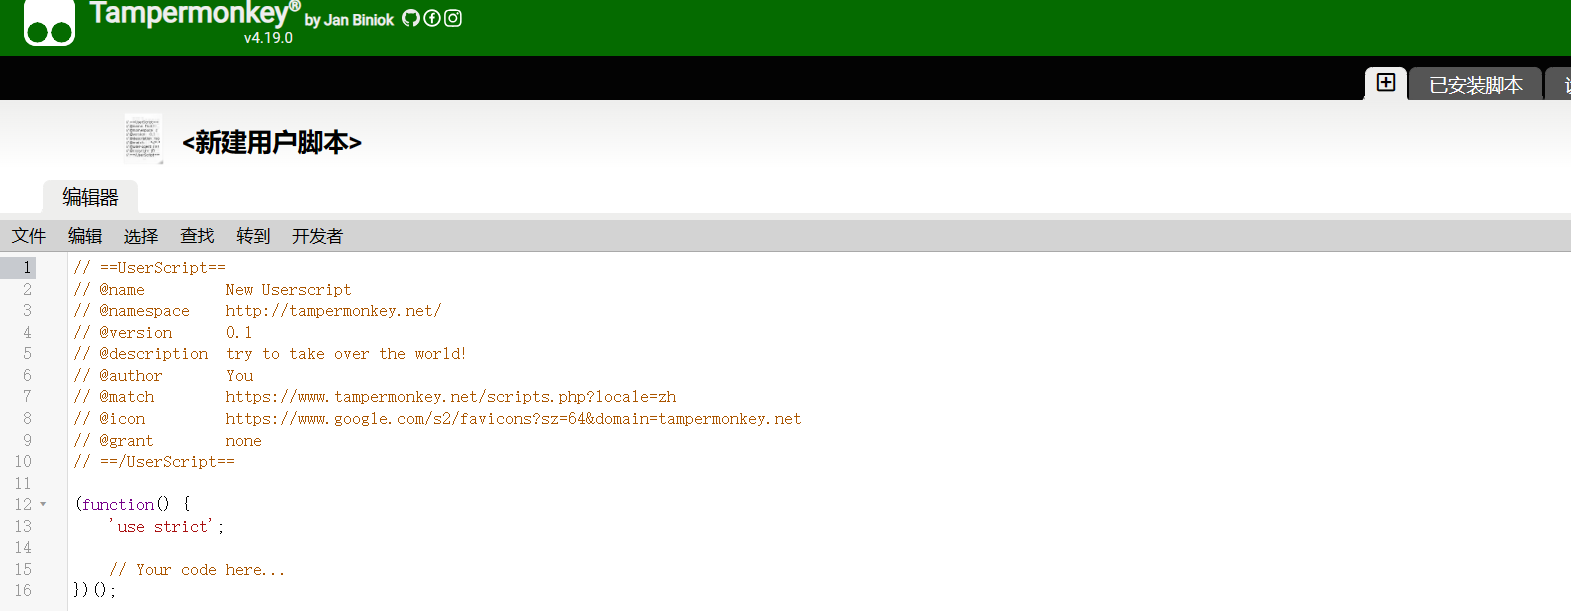 Tampermonkey® by Jan Biniok
v4.19.0
已安装脚本
<新建用户脚本>
编辑器
文件 编辑 选择 查找 转到 开发者
1 // ==UserScript==
2 // @name New Userscript
3 // @namespace http://tampermonkey.net/
4 // @version 0.1
5 // @description try to take over the world!
6 // @author You
7 // @match https://www.tampermonkey.net/scripts.php?locale=zh
8 // @icon https://www.google.com/s2/favicons?sz=64&domain=tampermonkey.net
9 // @grant none
10 // ==/UserScript==
11
12 (function() {
13 'use strict';
14
15 // Your code here...
16 })();